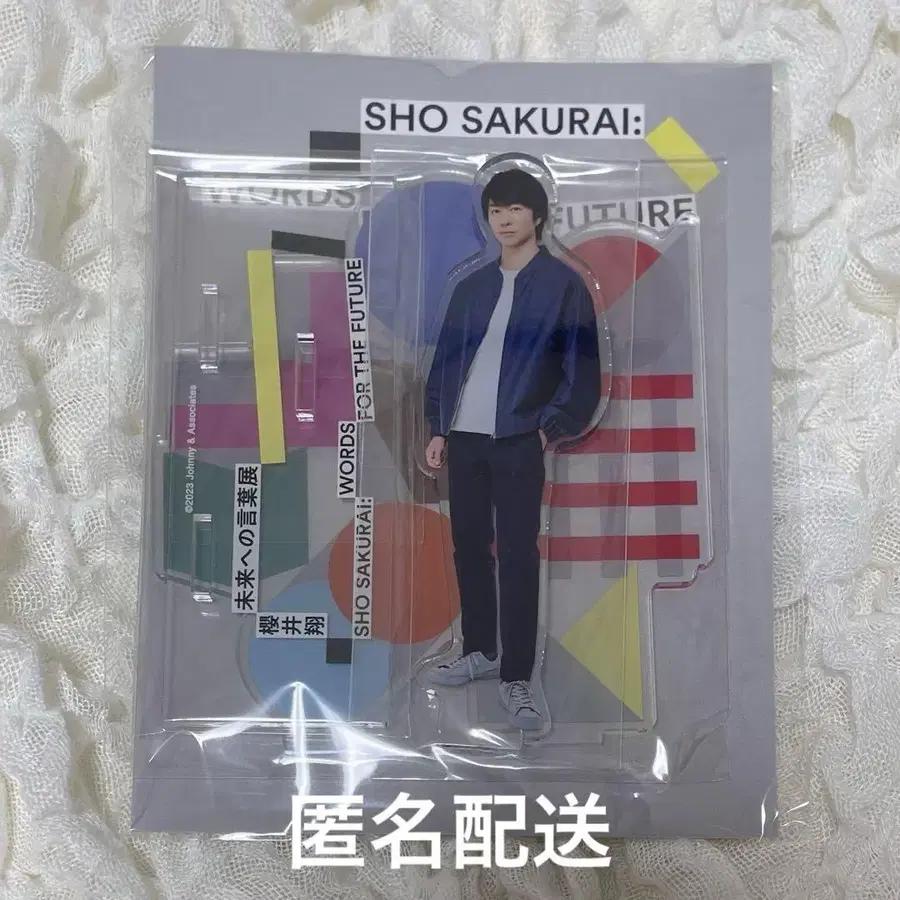 SHO SAKURAI:
WORDS
FUTURE
WORDS FOR THE FUTURE
SHO SAKURAI:
©2023 Johnny & Associates
未来への言葉展
櫻井翔
匿名配送